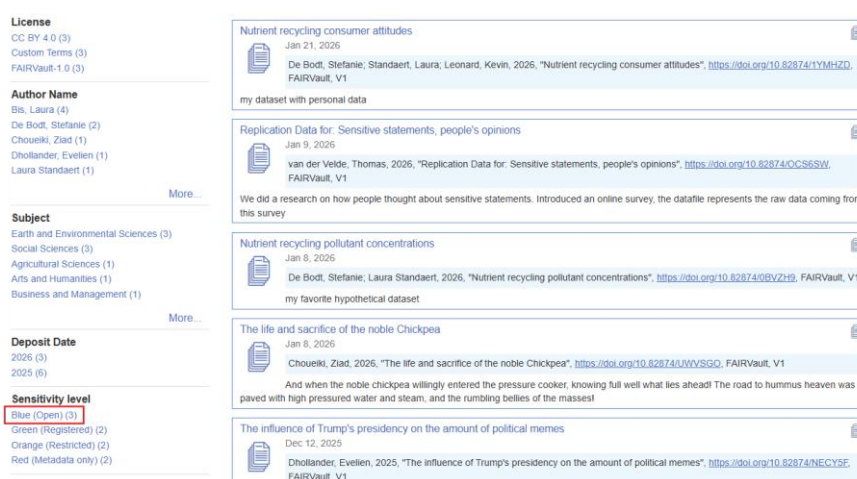 License
CC BY 4.0 (3)
Custom Terms (3)
FAIRVault-1.0 (3)
Author Name
Bis, Laura (4)
De Bodt, Stefanie (2)
Choueiki, Ziad (1)
Dhollander, Evelien (1)
Laura Standaert (1)
More...
Subject
Earth and Environmental Sciences (3)
Social Sciences (3)
Agricultural Sciences (1)
Arts and Humanities (1)
Business and Management (1)
More...
Deposit Date
2026 (3)
2025 (6)
Sensitivity level
Blue (Open) (3)
Green (Registered) (2)
Orange (Restricted) (2)
Red (Metadata only) (2)
Nutrient recycling consumer attitudes
Jan 21, 2026
De Bodt, Stefanie; Standaert, Laura; Leonard, Kevin, 2026, "Nutrient recycling consumer attitudes", https://doi.org/10.82874/1YMHZD,
FAIRVault, V1
my dataset with personal data
Replication Data for: Sensitive statements, people's opinions
Jan 9, 2026
van der Velde, Thomas, 2026, "Replication Data for: Sensitive statements, people's opinions", https://doi.org/10.82874/OCS6SW,
FAIRVault, V1
We did a research on how people thought about sensitive statements. Introduced an online survey, the datafile represents the raw data coming from
this survey
Nutrient recycling pollutant concentrations
Jan 8, 2026
De Bodt, Stefanie; Laura Standaert, 2026, "Nutrient recycling pollutant concentrations", https://doi.org/10.82874/0BVZH9, FAIRVault, V1
my favorite hypothetical dataset
The life and sacrifice of the noble Chickpea
Jan 8, 2026
Choueiki, Ziad, 2026, "The life and sacrifice of the noble Chickpea", https://doi.org/10.82874/UWVSGO, FAIRVault, V1
And when the noble chickpea willingly entered the pressure cooker, knowing full well what lies ahead! The road to hummus heaven was
paved with high pressured water and steam, and the rumbling bellies of the masses!
The influence of Trump's presidency on the amount of political memes
Dec 12, 2025
Dhollander, Evelien, 2025, "The influence of Trump's presidency on the amount of political memes", https://doi.org/10.82874/NECY5F,
FAIRVault, V1